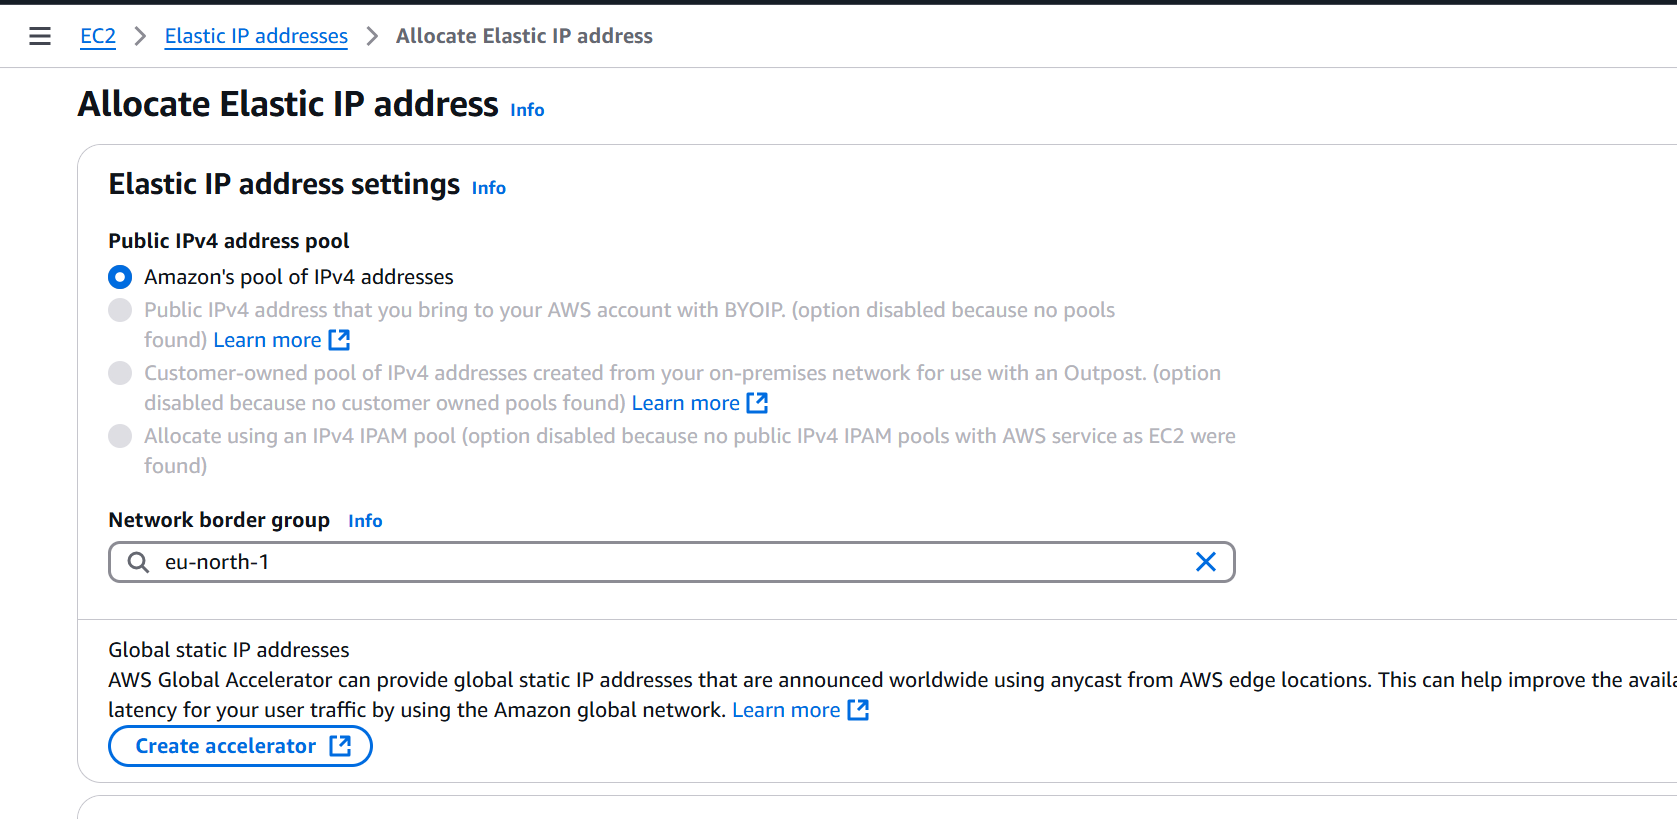 EC2 > Elastic IP addresses > Allocate Elastic IP address
Allocate Elastic IP address Info
Elastic IP address settings Info
Public IPv4 address pool
Amazon's pool of IPv4 addresses
Public IPv4 address that you bring to your AWS account with BYOIP. (option disabled because no pools
found) Learn more
Customer-owned pool of IPv4 addresses created from your on-premises network for use with an Outpost. (option
disabled because no customer owned pools found) Learn more
Allocate using an IPv4 IPAM pool (option disabled because no public IPv4 IPAM pools with AWS service as EC2 were
found)
Network border group Info
eu-north-1
Global static IP addresses
AWS Global Accelerator can provide global static IP addresses that are announced worldwide using anycast from AWS edge locations. This can help improve the
latency for your user traffic by using the Amazon global network. Learn more
Create accelerator